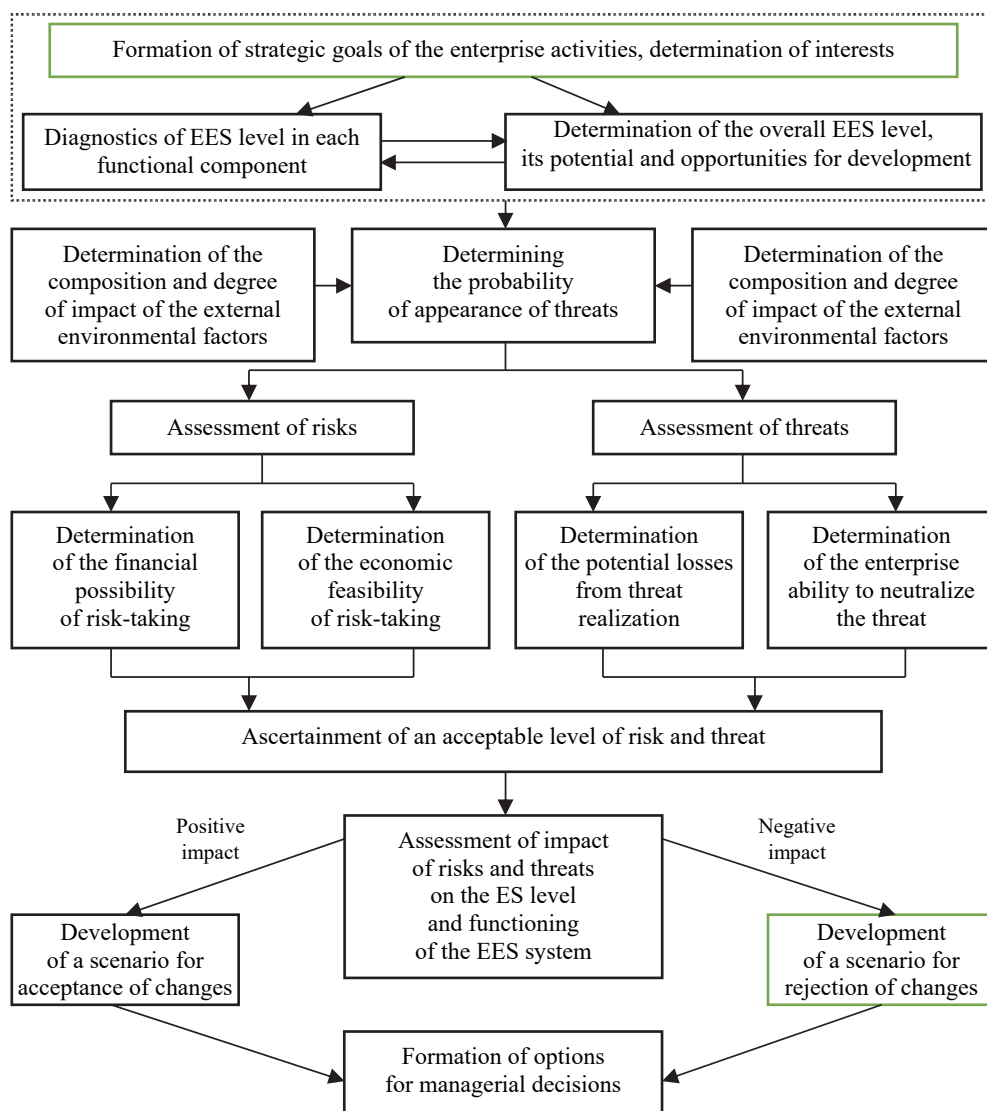 Formation of strategic goals of the enterprise activities, determination of interests
Diagnostics of EES level in each
functional component
Determination of the overall EES level,
its potential and opportunities for development
Determination of the
composition and degree
of impact of the external
environmental factors
Determining
the probability
of appearance of threats
Determination of the
composition and degree
of impact of the external
environmental factors
Assessment of risks
Assessment of threats
Determination
of the financial
possibility
of risk-taking
Determination
of the economic
feasibility
of risk-taking
Determination
of the potential losses
from threat
realization
Determination
of the enterprise
ability to neutralize
the threat
Ascertainment of an acceptable level of risk and threat
Positive
impact
Assessment of impact
of risks and threats
on the ES level
and functioning
of the EES system
Negative
impact
Development
of a scenario for
acceptance of changes
Development
of a scenario for
rejection of changes
Formation of options
for managerial decisions